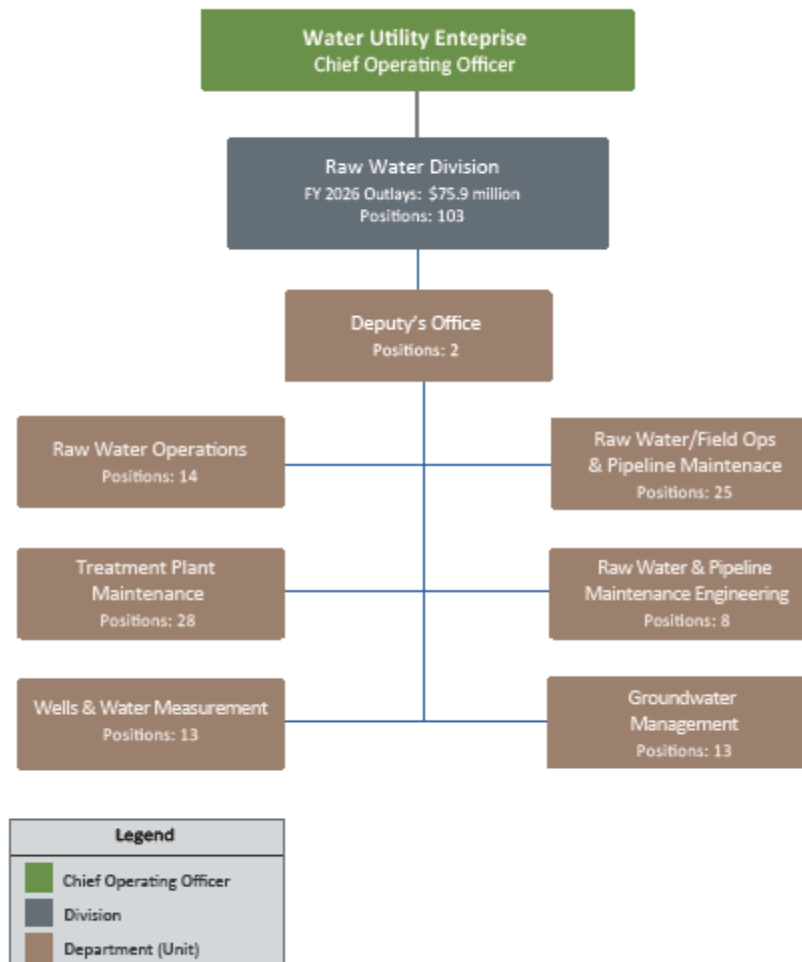 Water Utility Enteprise
Chief Operating Officer
Raw Water Division
FY 2026 Outlays: $75.9 million
Positions: 103
Deputy's Office
Positions: 2
Raw Water Operations
Positions: 14
Raw Water/Field Ops
& Pipeline Maintenace
Positions: 25
Treatment Plant
Maintenance
Positions: 28
Raw Water & Pipeline
Maintenance Engineering
Positions: 8
Wells & Water Measurement
Positions: 13
Groundwater
Management
Positions: 13
Legend
Chief Operating Officer
Division
Department (Unit)